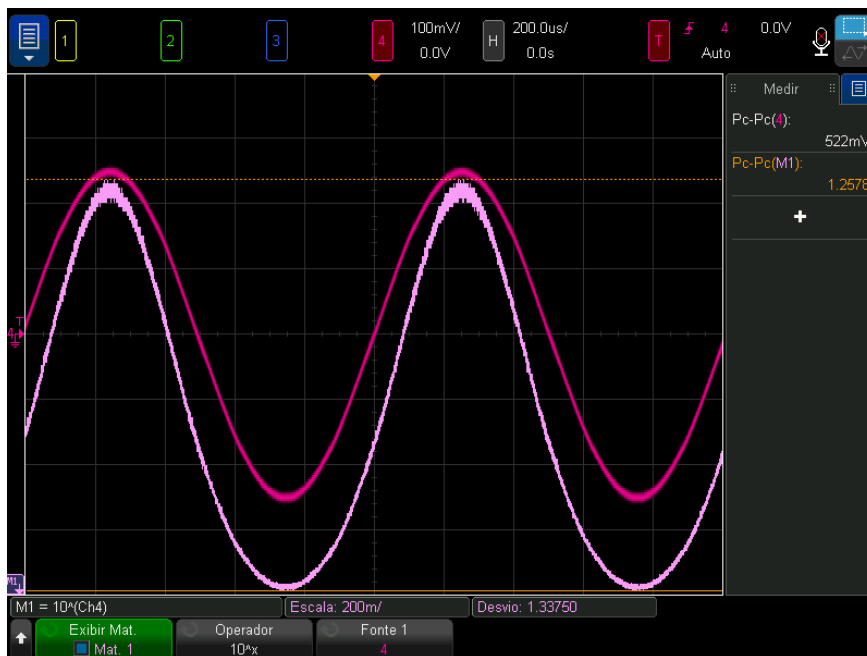 1 2 3 4 100mV/ 0.0V H 200.0us/ 0.0s T 4 0.0V Auto
Medir
Pc-Pc(4):
522mV
Pc-Pc(M1):
1.2578
+
T
4
M1
M1 = 10^(Ch4) Escala: 200m/ Desvio: 1.33750
Exibir Mat. Operador Fonte 1
Mat. 1 10^x 4